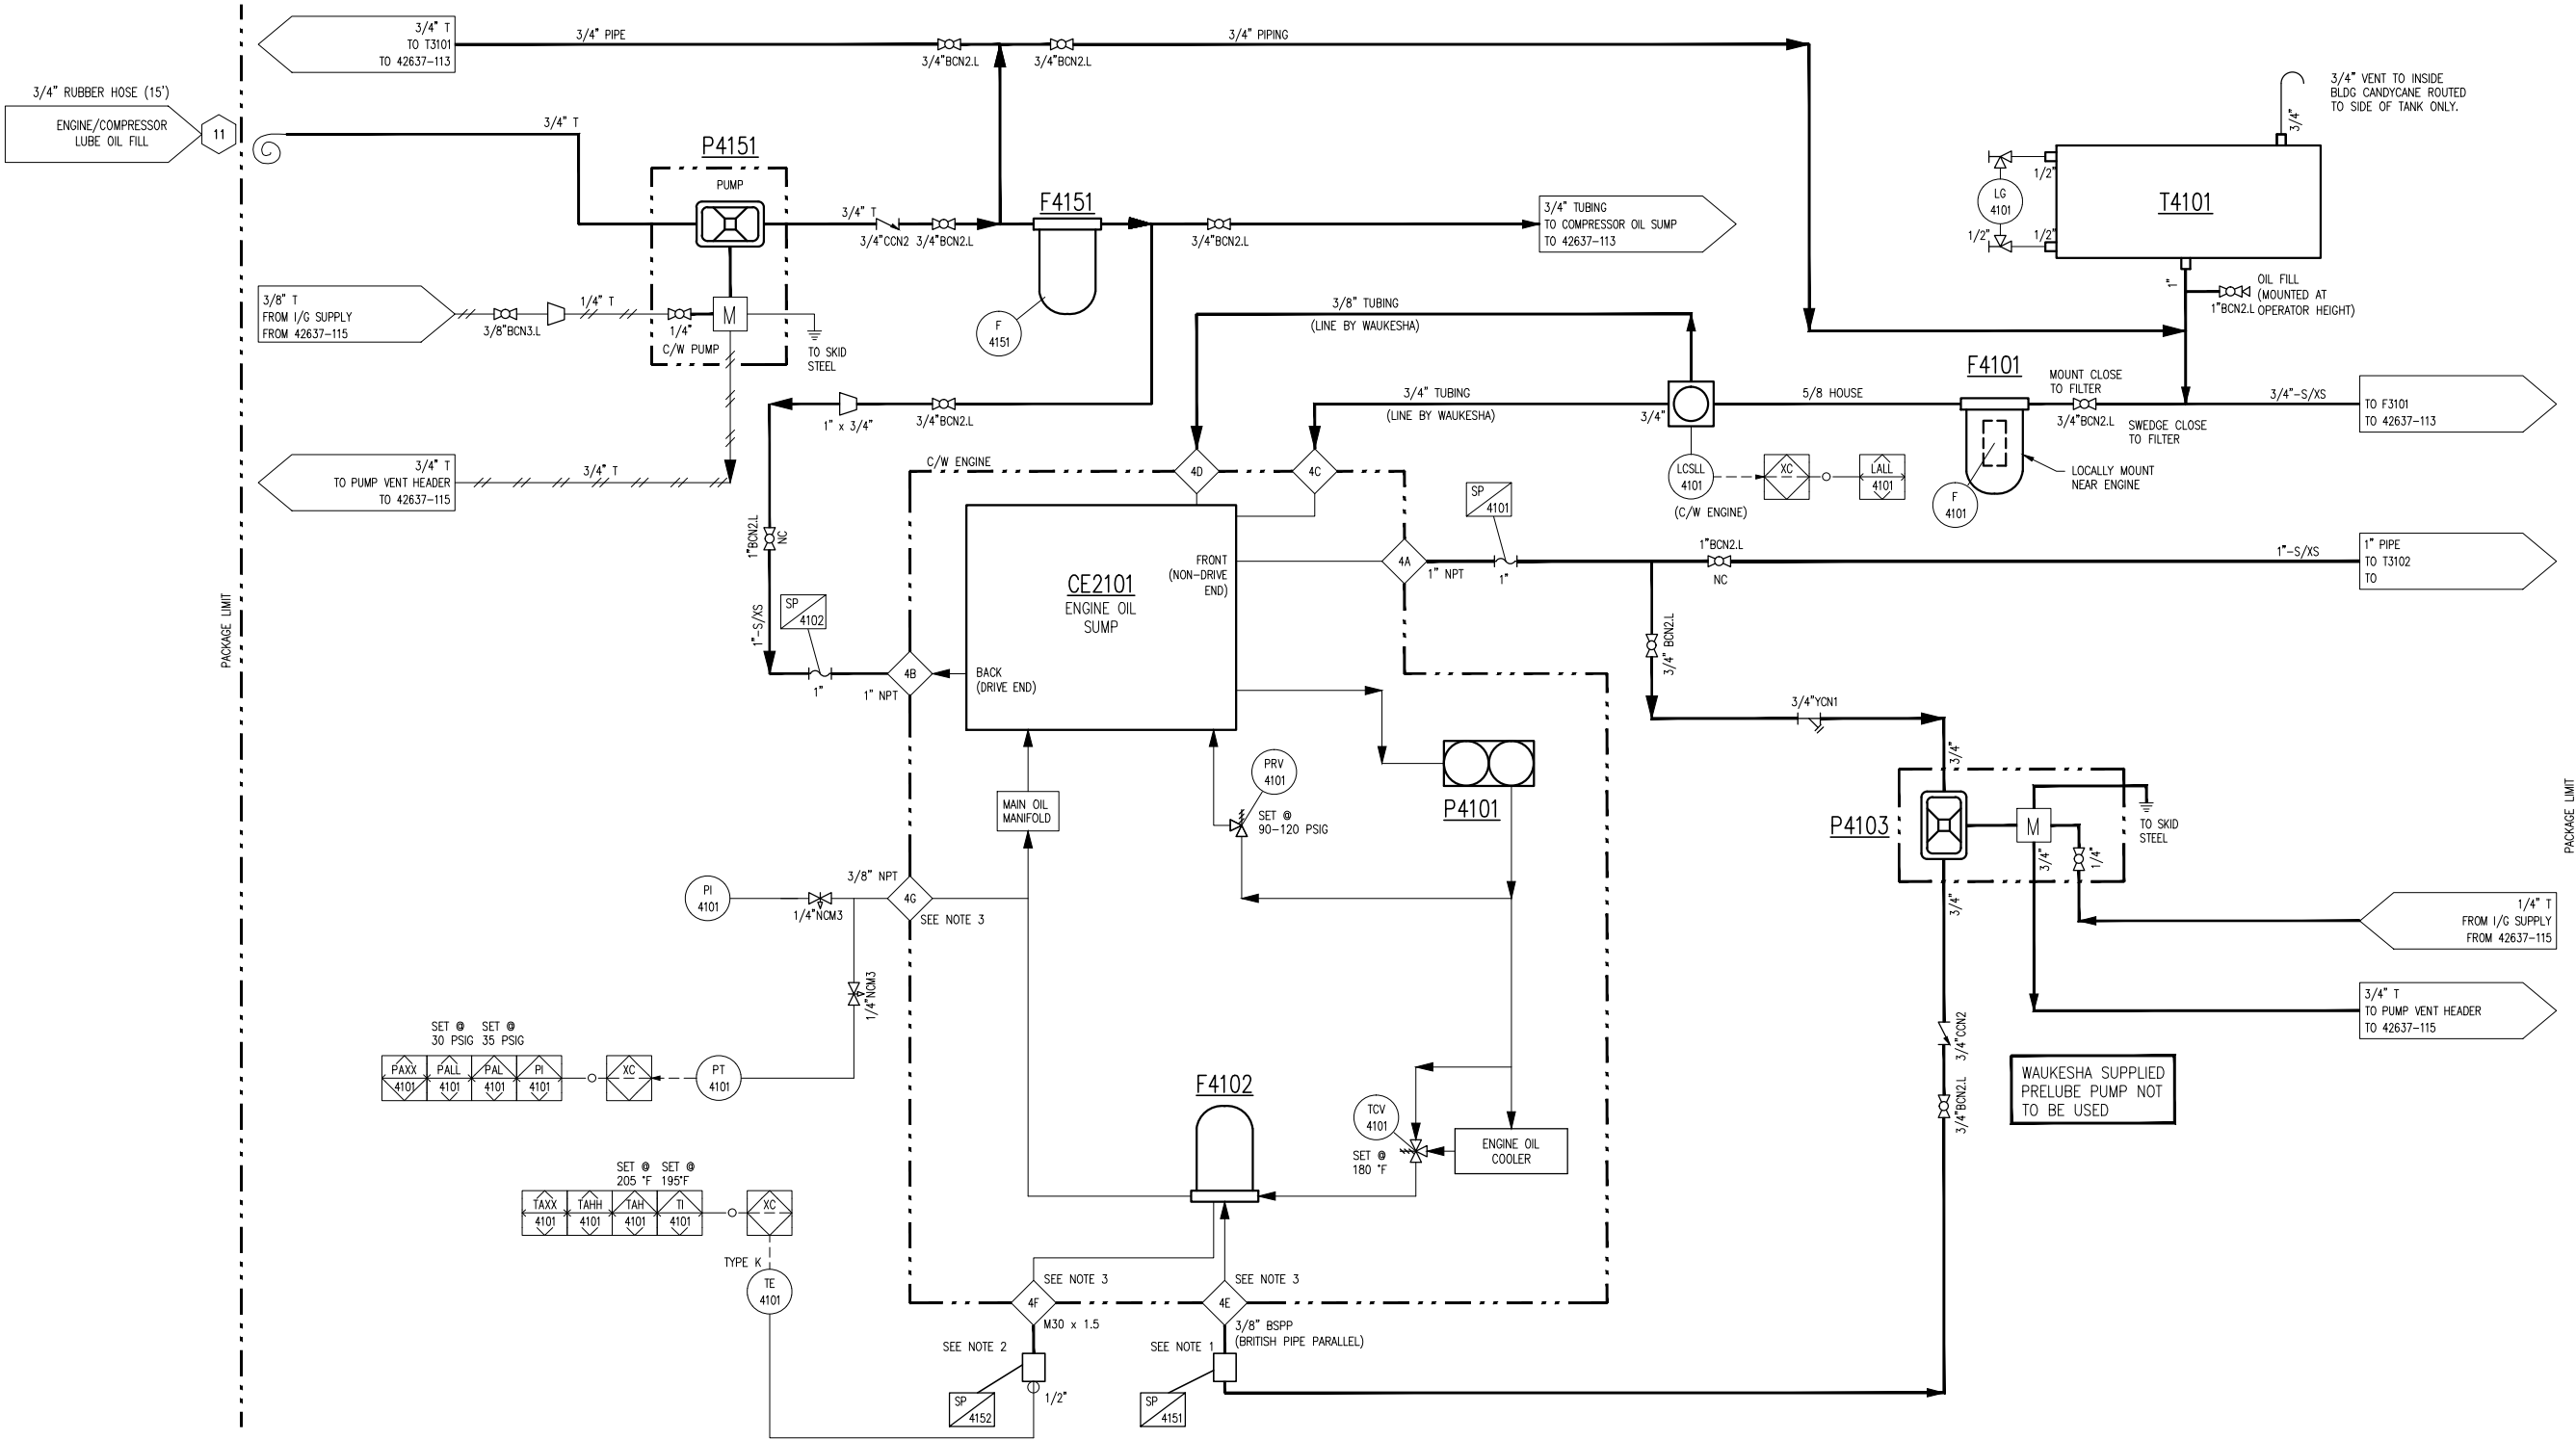 3/4" T
TO T3101
TO 42637-113
3/4" PIPE
3/4"BCN2.L
3/4"BCN2.L
3/4" PIPING
3/4" VENT TO INSIDE
BLDG CANDYCANE ROUTED
TO SIDE OF TANK ONLY.
3/4"
3/4" RUBBER HOSE (15')
ENGINE/COMPRESSOR
LUBE OIL FILL
11
3/4" T
P4151
PUMP
3/4" T
3/4"CCN2
3/4"BCN2.L
F4151
F
4151
3/4"BCN2.L
3/4" TUBING
TO COMPRESSOR OIL SUMP
TO 42637-113
LG
4101
1/2"
1/2"
1/2"
T4101
1"
OIL FILL
(MOUNTED AT
OPERATOR HEIGHT)
1"BCN2.L
3/8" T
FROM I/G SUPPLY
FROM 42637-115
3/8"BCN3.L
1/4" T
1/4"
M
C/W PUMP
TO SKID
STEEL
3/8" TUBING
(LINE BY WAUKESHA)
3/4" TUBING
(LINE BY WAUKESHA)
3/4"
5/8 HOUSE
F4101
MOUNT CLOSE
TO FILTER
3/4"BCN2.L
SWEDGE CLOSE
TO FILTER
3/4"-S/XS
TO F3101
TO 42637-113
1" x 3/4"
3/4"BCN2.L
3/4" T
TO PUMP VENT HEADER
TO 42637-115
3/4" T
C/W ENGINE
4D
4C
LCSLL
4101
(C/W ENGINE)
XC
LALL
4101
F
4101
LOCALLY MOUNT
NEAR ENGINE
1"BCN2.L
NC
SP
4101
FRONT
(NON-DRIVE
END)
4A
1" NPT
1"
1"BCN2.L
NC
1"-S/XS
1" PIPE
TO T3102
TO
CE2101
ENGINE OIL
SUMP
PACKAGE LIMIT
1"-S/XS
SP
4102
1"
4B
1" NPT
BACK
(DRIVE END)
3/4" BCN2.L
3/4"YCN1
3/4"
PRV
4101
SET @
90-120 PSIG
P4101
MAIN OIL
MANIFOLD
P4103
M
3/4"
1/4"
3/4"
TO SKID
STEEL
PACKAGE LIMIT
PI
4101
1/4"NCM3
3/8" NPT
4G
SEE NOTE 3
1/4" T
FROM I/G SUPPLY
FROM 42637-115
1/4"NCM3
3/4" T
TO PUMP VENT HEADER
TO 42637-115
SET @
30 PSIG
SET @
35 PSIG
PAXX
4101
PALL
4101
PAL
4101
PI
4101
XC
PT
4101
3/4"CCN2
3/4"BCN2.L
WAUKESHA SUPPLIED
PRELUBE PUMP NOT
TO BE USED
F4102
TCV
4101
SET @
180 °F
ENGINE OIL
COOLER
SET @
205 °F
SET @
195°F
TAXX
4101
TAHH
4101
TAH
4101
TI
4101
XC
TYPE K
TE
4101
SEE NOTE 3
4F
M30 x 1.5
SEE NOTE 3
4E
3/8" BSPP
(BRITISH PIPE PARALLEL)
SEE NOTE 2
SEE NOTE 1
SP
4152
1/2"
SP
4151